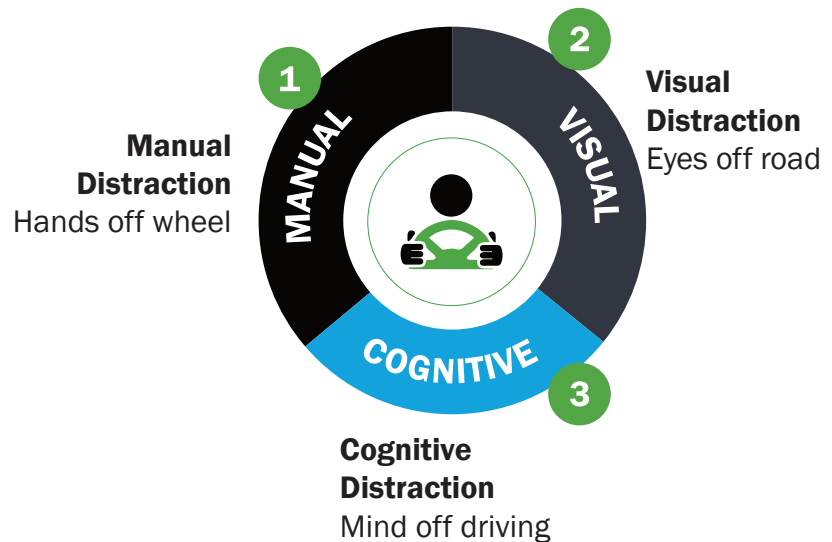 1
MANUAL
Manual
Distraction
Hands off wheel
2
VISUAL
Visual
Distraction
Eyes off road
COGNITIVE
3
Cognitive
Distraction
Mind off driving